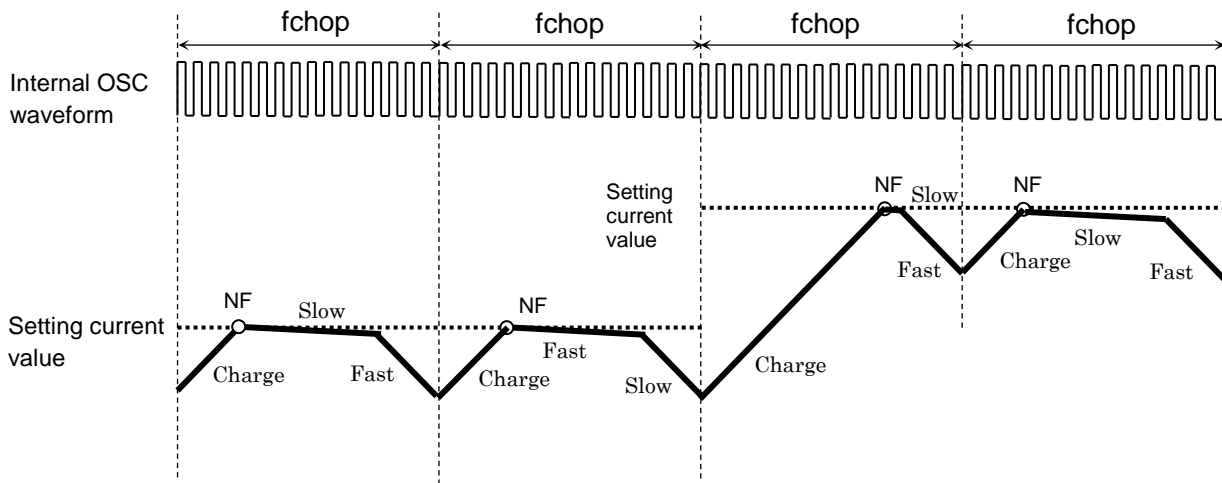 fchop
fchop
fchop
fchop
Internal OSC
waveform
Setting
current
value
NF
Slow
NF
Slow
Fast
Charge
Fast
Setting current
value
NF
Slow
Charge
Fast
NF
Fast
Charge
Slow
Charge